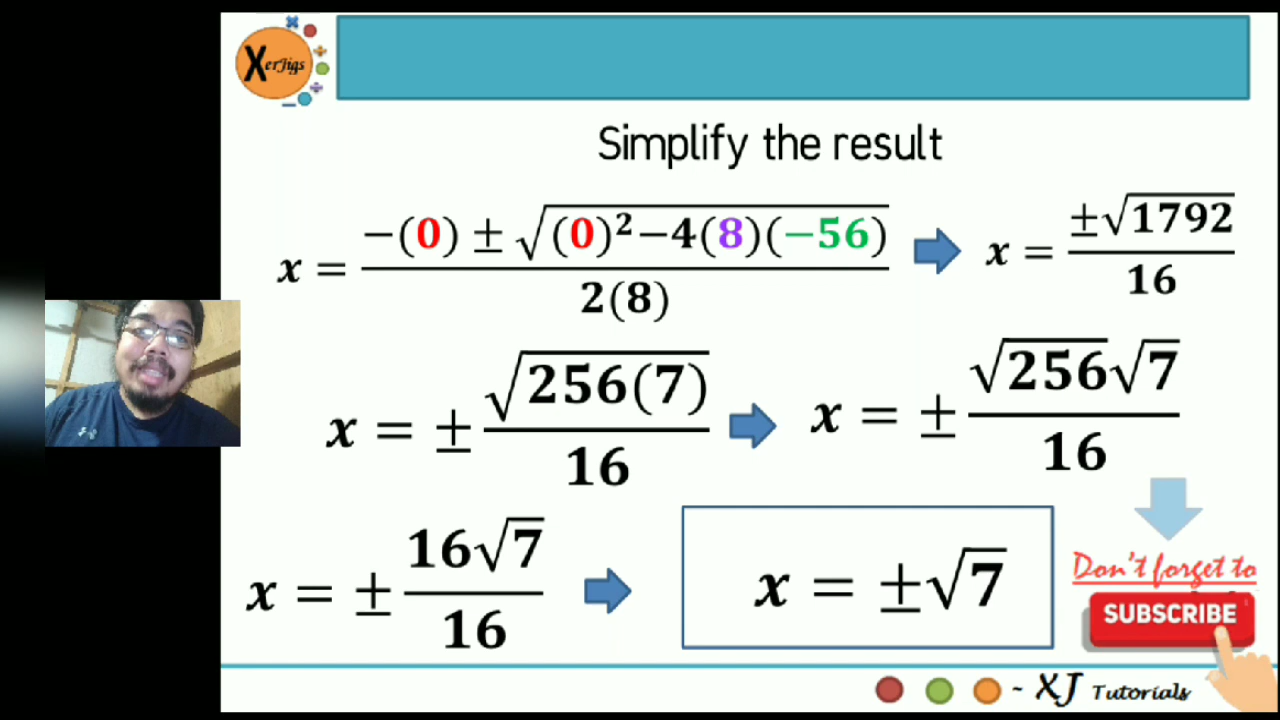 XerJigs
Simplify the result
x = −(0) ± √(0)²−4(8)(−56) / 2(8)
x = ±√1792 / 16
x = ± √256(7) / 16
x = ± √256√7 / 16
x = ± 16√7 / 16
x = ±√7
Don't forget to
SUBSCRIBE
~ XJ Tutorials